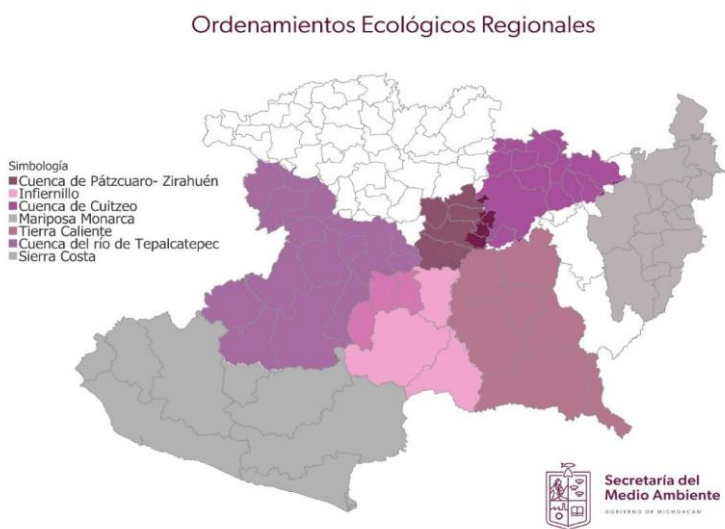 Ordenamientos Ecológicos Regionales
Simbología
Cuenca de Pátzcuaro- Zirahuén
Infiernillo
Cuenca de Cuitzeo
Mariposa Monarca
Tierra Caliente
Cuenca del río de Tepalcatepec
Sierra Costa
Secretaría del
Medio Ambiente
GOBIERNO DE MICHOACÁN